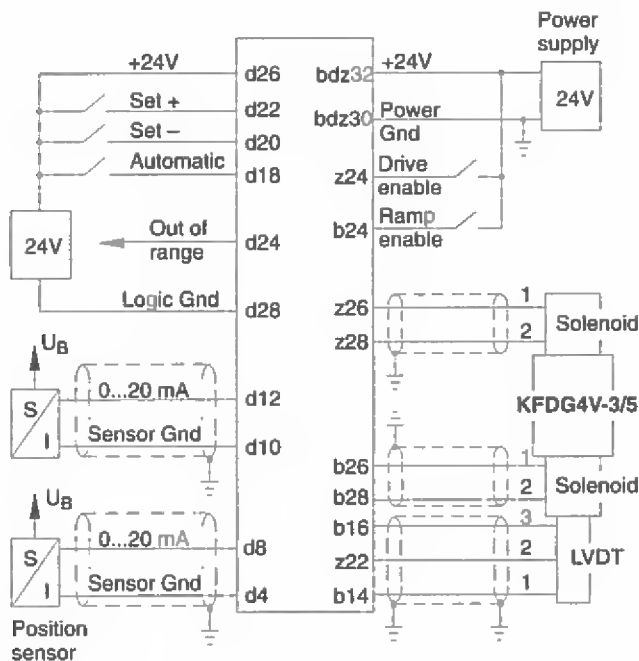 Power
supply
24V
+24V
d26
bdz32
+24V
Set +
d22
bdz30
Power
Gnd
Set –
d20
Automatic
d18
z24
Drive
enable
24V
Out of
range
d24
b24
Ramp
enable
Logic Gnd
d28
z26
1
z28
2
Solenoid
UB
S
I
0...20 mA
d12
Sensor Gnd
d10
KFDG4V-3/5
b26
1
b28
2
Solenoid
UB
S
I
0...20 mA
d8
Sensor Gnd
d4
b16
3
z22
2
b14
1
LVDT
Position
sensor